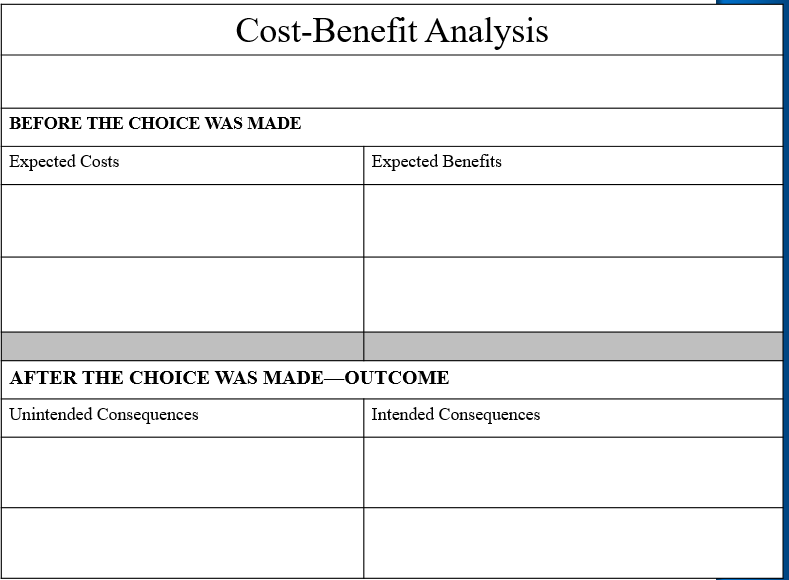 Cost-Benefit Analysis
BEFORE THE CHOICE WAS MADE
Expected Costs
Expected Benefits
AFTER THE CHOICE WAS MADE—OUTCOME
Unintended Consequences
Intended Consequences